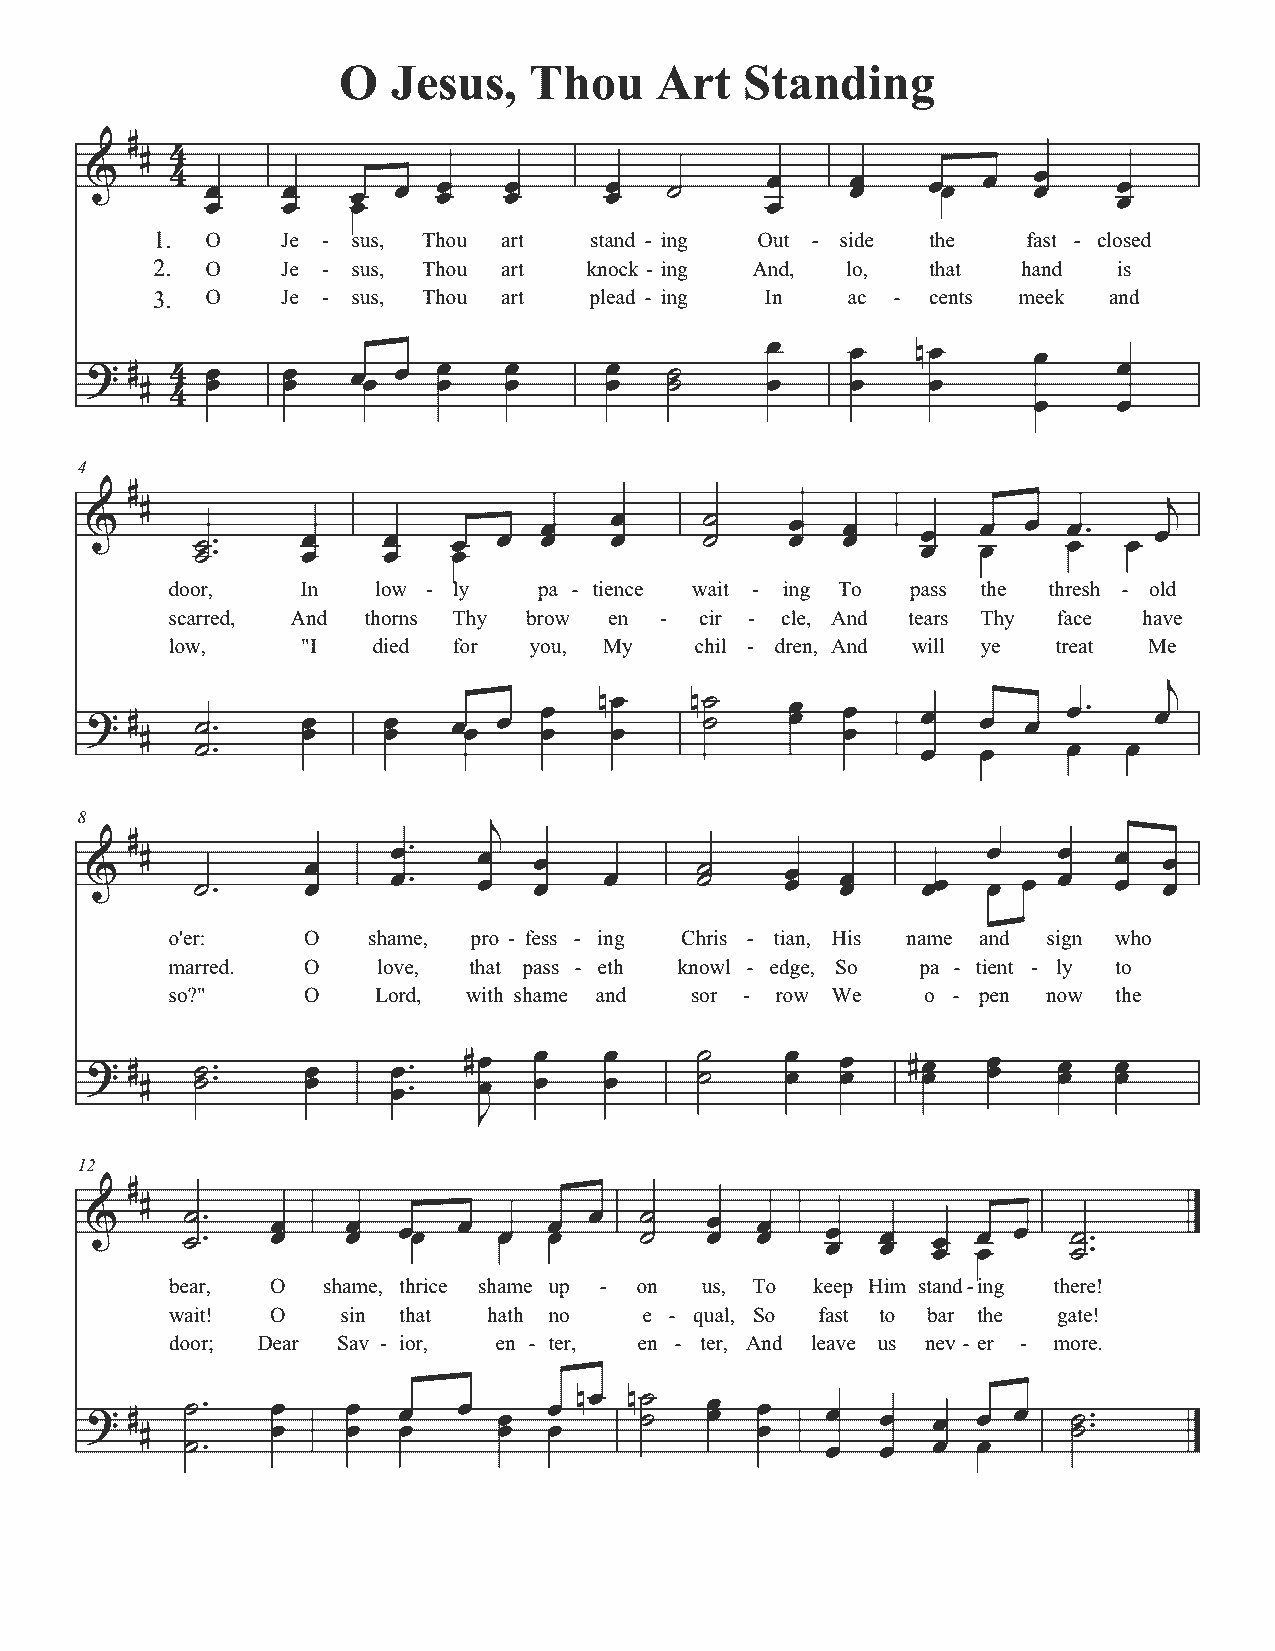 O Jesus, Thou Art Standing
1. O Je - sus, Thou art stand - ing Out - side the fast - closed
2. O Je - sus, Thou art knock - ing And, lo, that hand is
3. O Je - sus, Thou art plead - ing In ac - cents meek and
4
door, In low - ly pa - tience wait - ing To pass the thresh - old
scarred, And thorns Thy brow en - cir - cle, And tears Thy face have
low, "I died for you, My chil - dren, And will ye treat Me
8
o'er: O shame, pro - fess - ing Chris - tian, His name and sign who
marred. O love, that pass - eth knowl - edge, So pa - tient - ly to
so?" O Lord, with shame and sor - row We o - pen now the
12
bear, O shame, thrice shame up - on us, To keep Him stand - ing there!
wait! O sin that hath no e - qual, So fast to bar the gate!
door; Dear Sav - ior, en - ter, en - ter, And leave us nev - er - more.